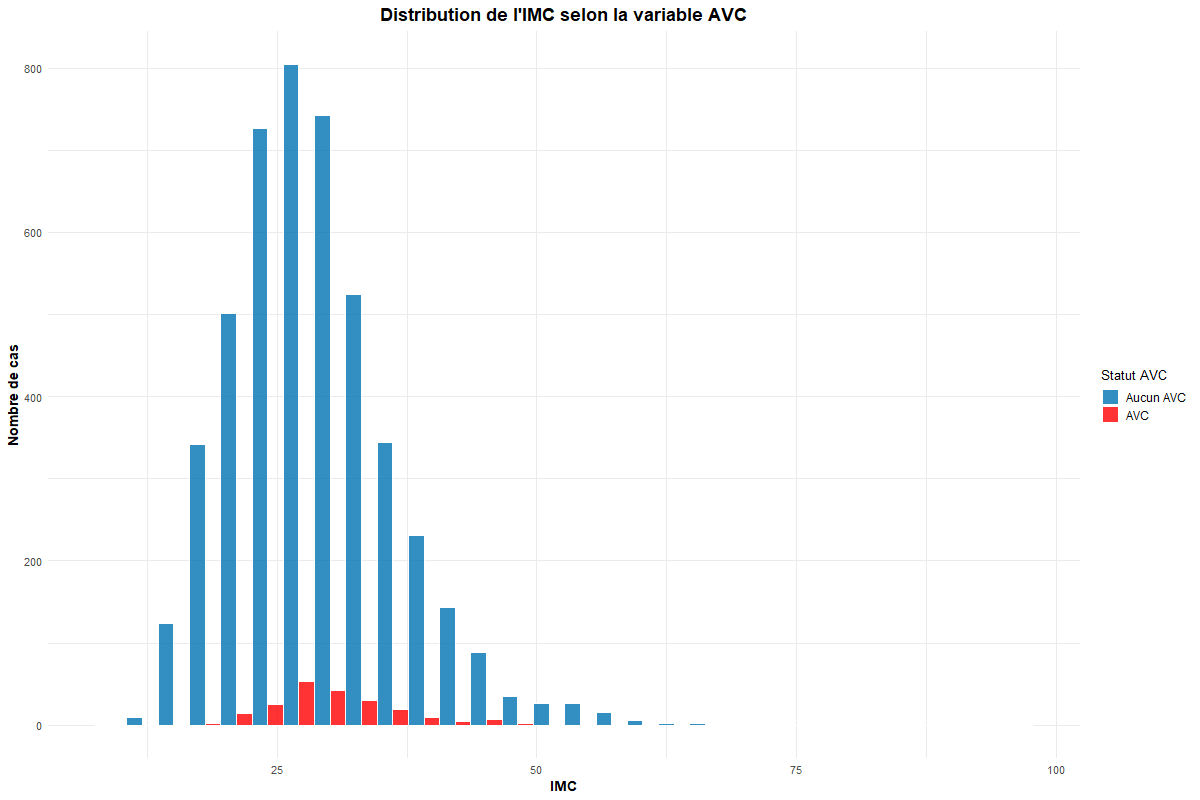 Distribution de l'IMC selon la variable AVC
Nombre de cas
800
600
400
200
0
25
50
75
100
IMC
Statut AVC
Aucun AVC
AVC